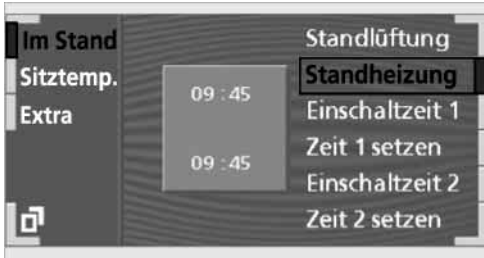 Im Stand
Sitztemp.
Extra
09 : 45
09 : 45
Standlüftung
Standheizung
Einschaltzeit 1
Zeit 1 setzen
Einschaltzeit 2
Zeit 2 setzen